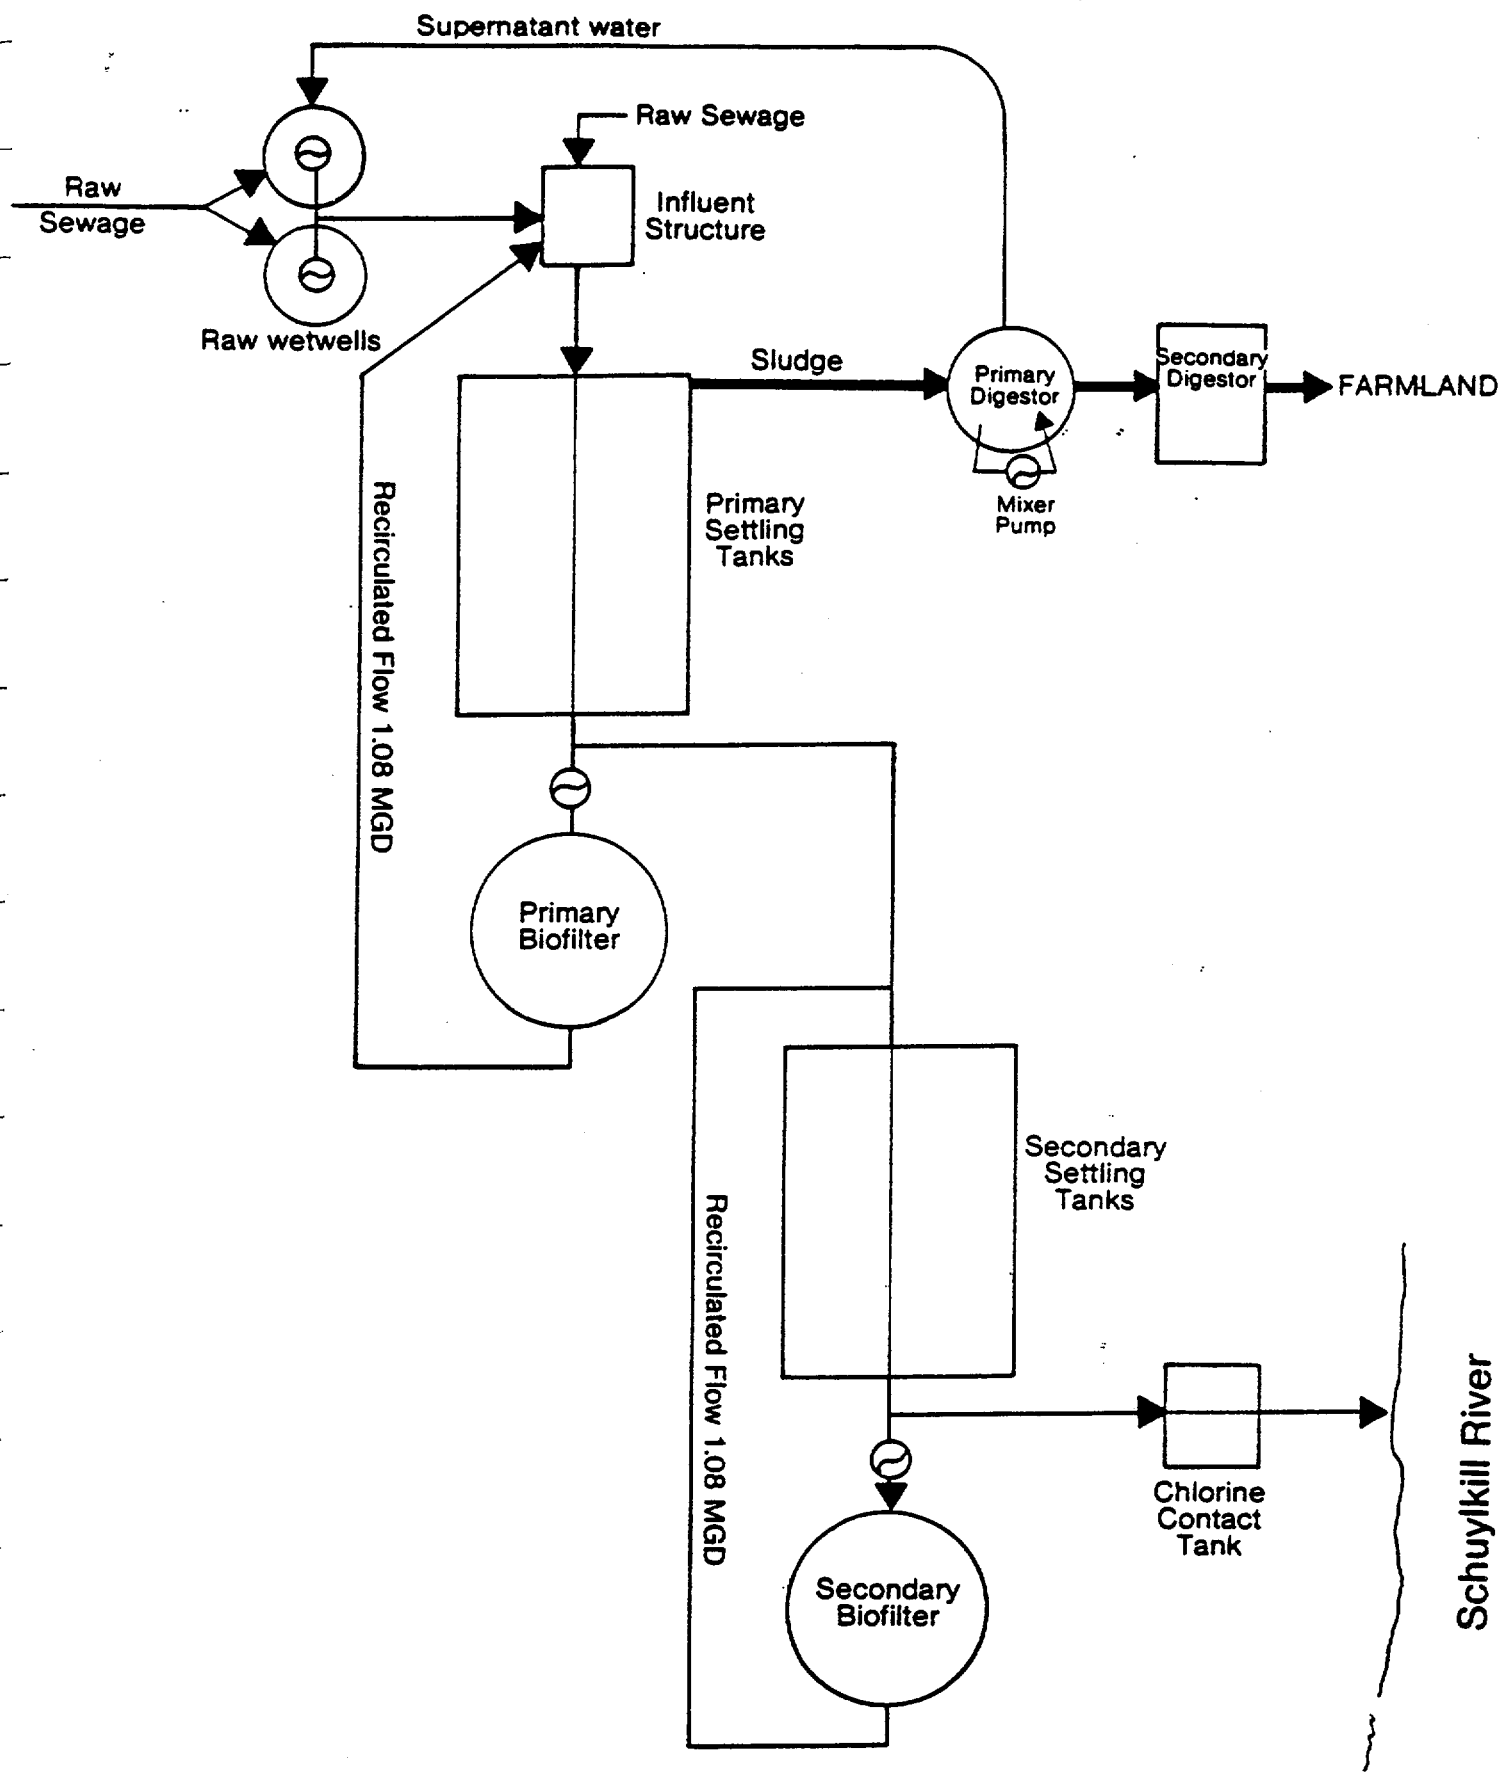 Supernatant water
Raw Sewage
Raw
Sewage
Influent
Structure
Raw wetwells
Sludge
Primary
Digestor
Secondary
Digestor
FARMLAND
Mixer
Pump
Primary
Settling
Tanks
Recirculated Flow 1.08 MGD
Primary
Biofilter
Secondary
Settling
Tanks
Recirculated Flow 1.08 MGD
Chlorine
Contact
Tank
Schuylkill River
Secondary
Biofilter